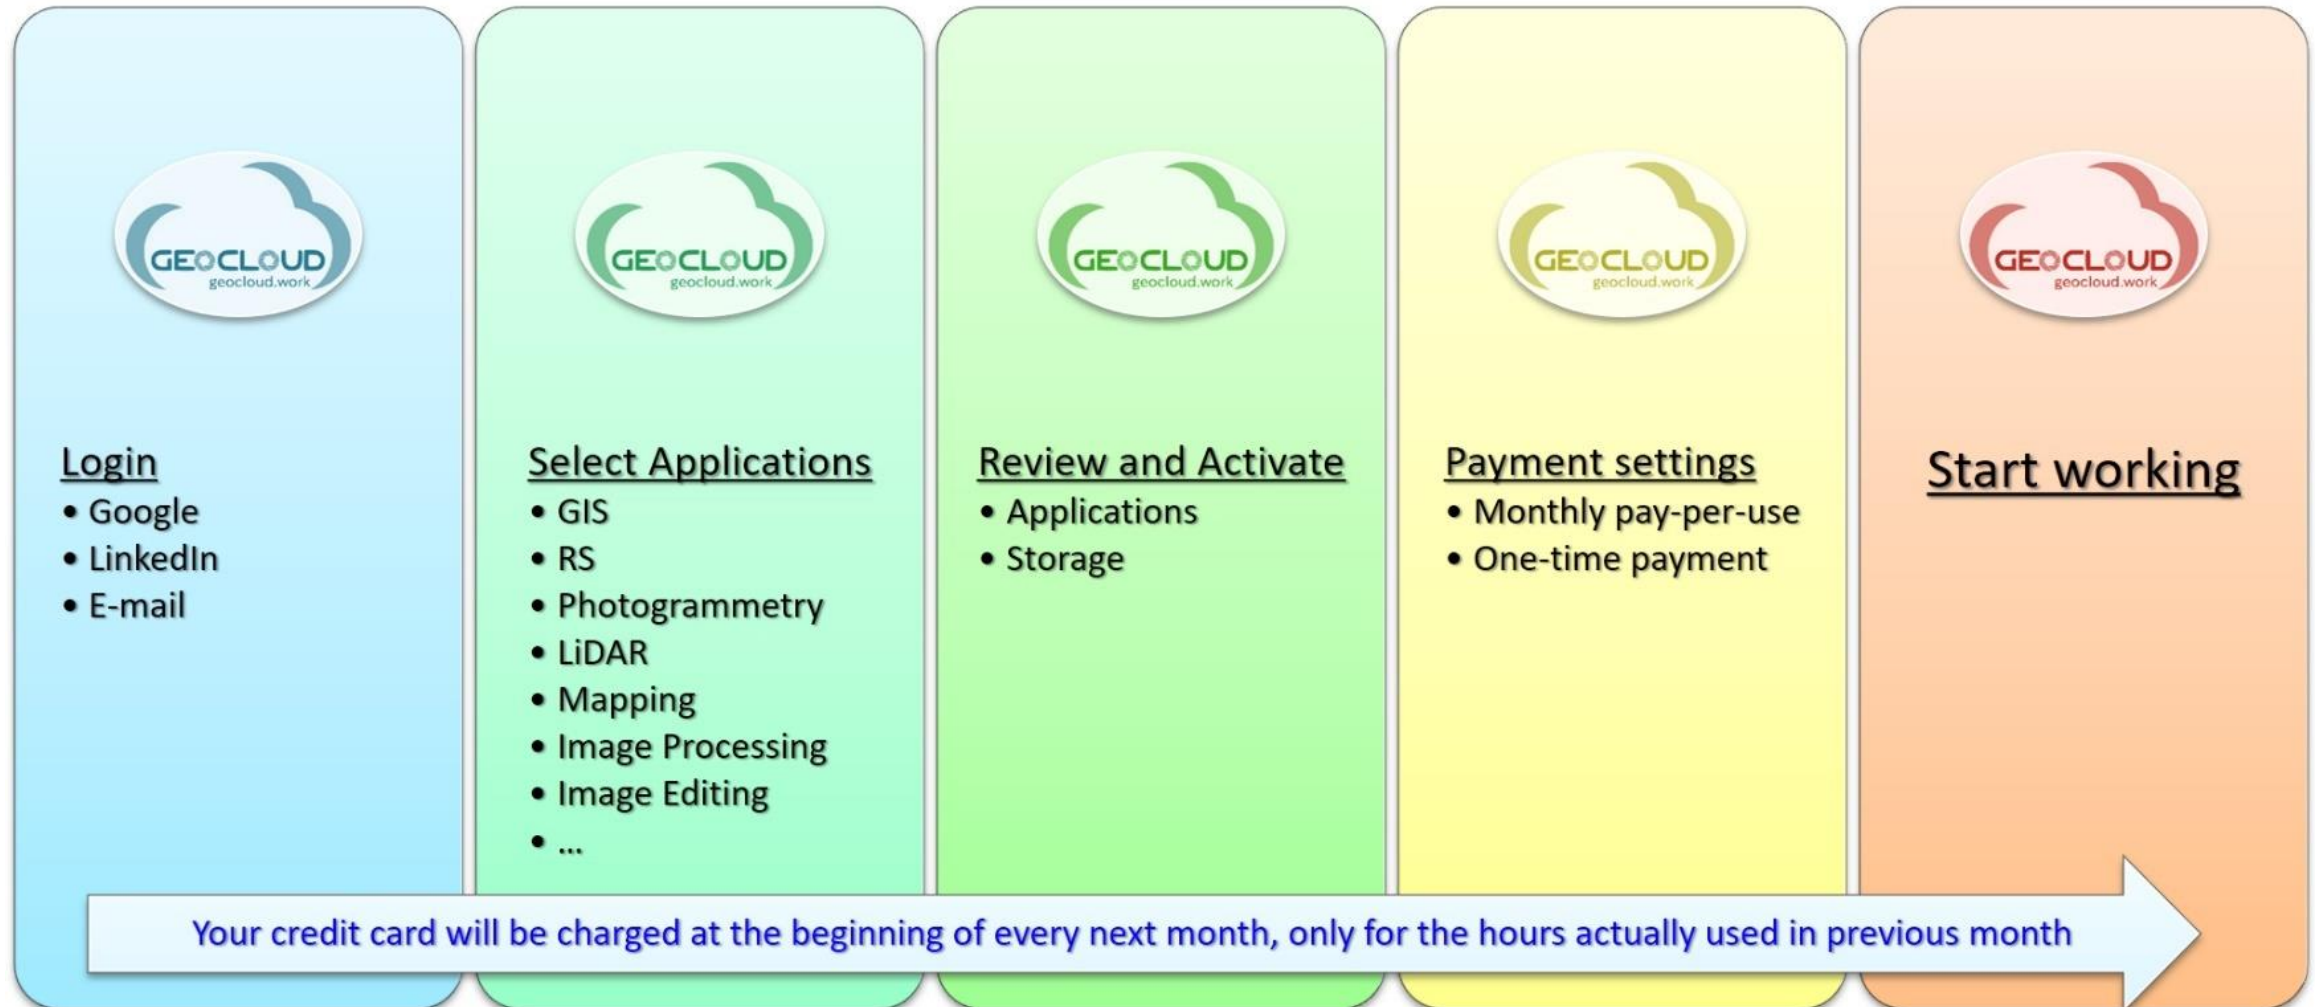 GEOCLOUD
geocloud.work
Login
• Google
• LinkedIn
• E-mail
GEOCLOUD
geocloud.work
Select Applications
• GIS
• RS
• Photogrammetry
• LiDAR
• Mapping
• Image Processing
• Image Editing
• ...
GEOCLOUD
geocloud.work
Review and Activate
• Applications
• Storage
GEOCLOUD
geocloud.work
Payment settings
• Monthly pay-per-use
• One-time payment
GEOCLOUD
geocloud.work
Start working
Your credit card will be charged at the beginning of every next month, only for the hours actually used in previous month